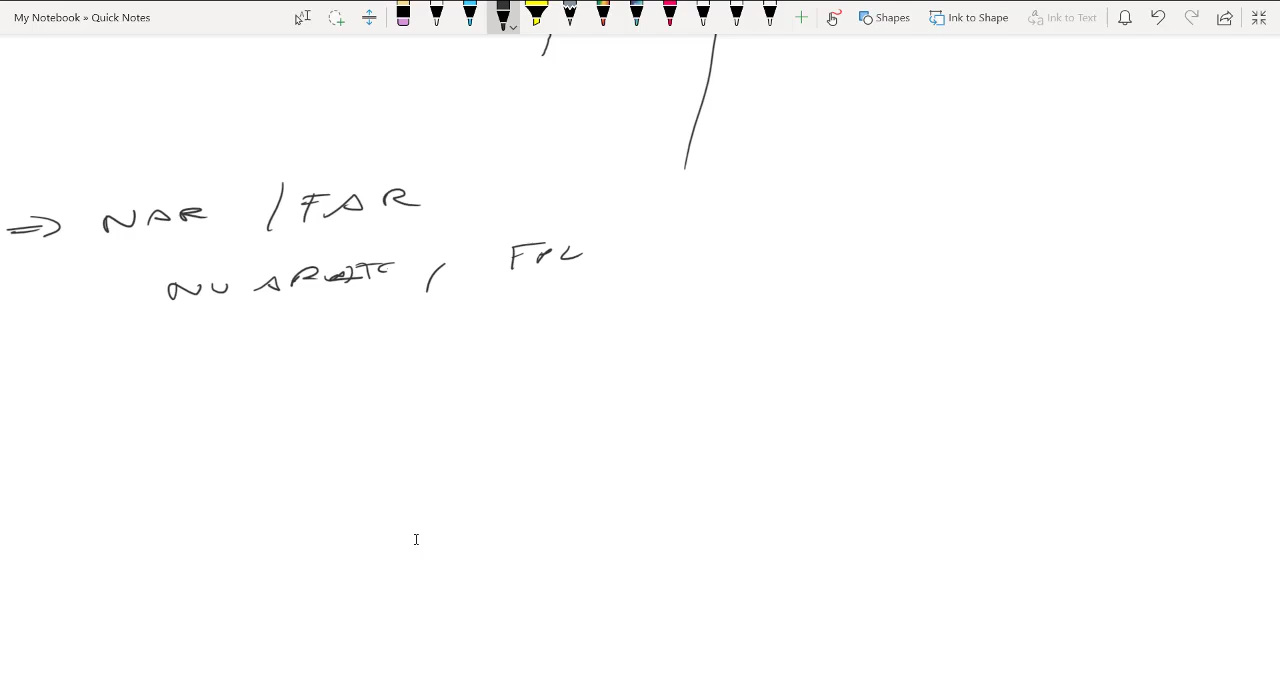 My Notebook » Quick Notes
Shapes
Ink to Shape
Ink to Text
⇒ NAR / FAR
NU /